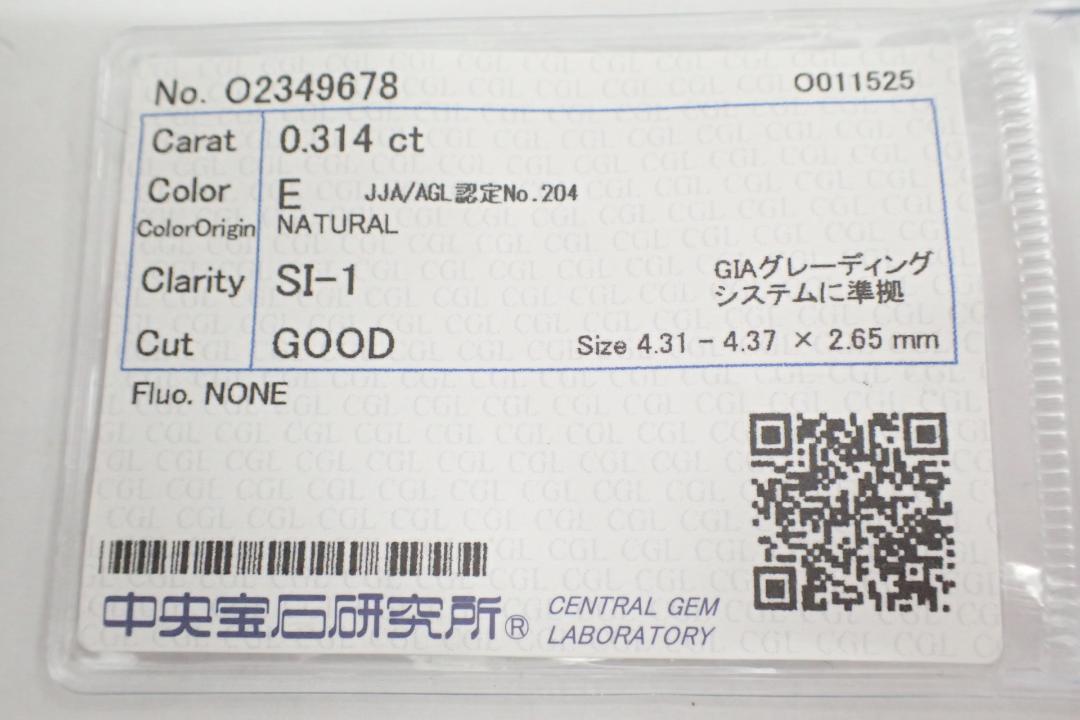 No. O2349678
O011525
Carat 0.314 ct
Color E JJA/AGL認定No.204
ColorOrigin NATURAL
Clarity SI-1
GIAグレーディング
システムに準拠
Cut GOOD
Size 4.31 - 4.37 × 2.65 mm
Fluo. NONE
中央宝石研究所®
CENTRAL GEM
LABORATORY